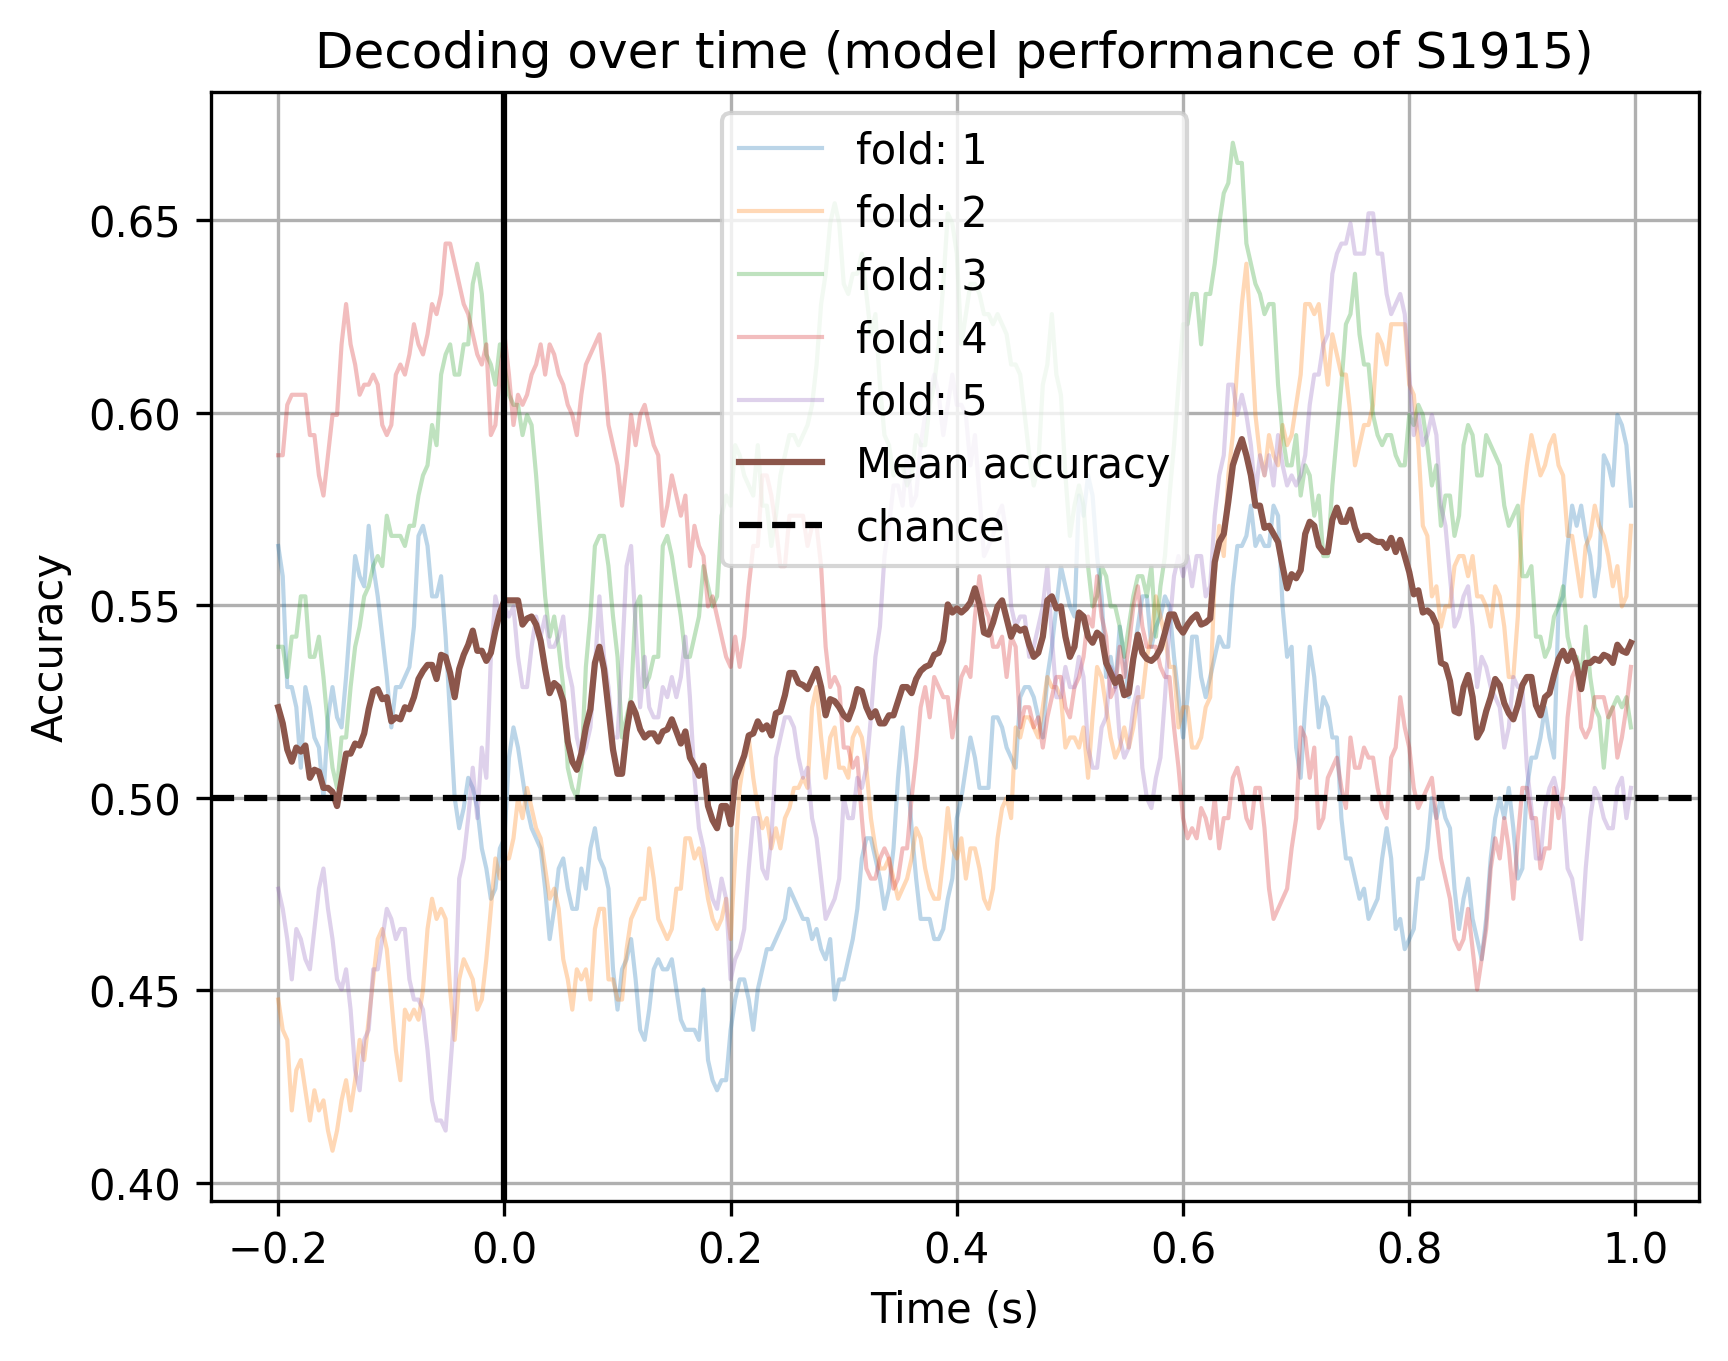 Decoding over time (model performance of S1915)
fold: 1
fold: 2
fold: 3
fold: 4
fold: 5
Mean accuracy
chance
Accuracy
0.65
0.60
0.55
0.50
0.45
0.40
−0.2 0.0 0.2 0.4 0.6 0.8 1.0
Time (s)